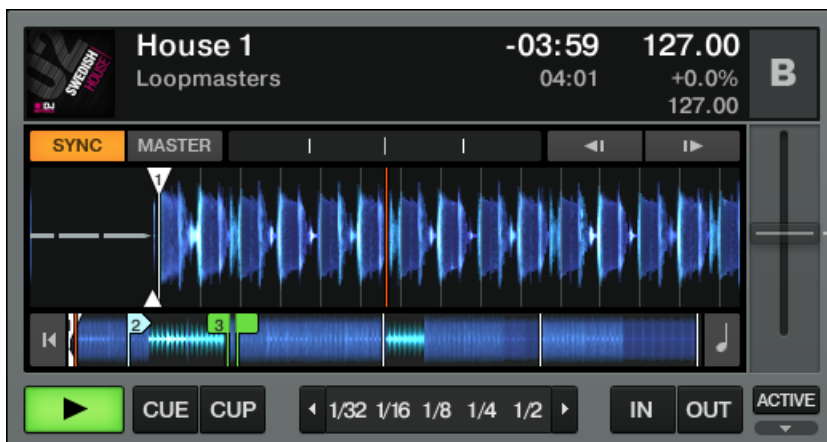 02
SWEDISH
HOUSE
DJ
House 1
-03:59
127.00
B
Loopmasters
04:01
+0.0%
127.00
SYNC
MASTER
1
2
3
CUE
CUP
1/32
1/16
1/8
1/4
1/2
IN
OUT
ACTIVE